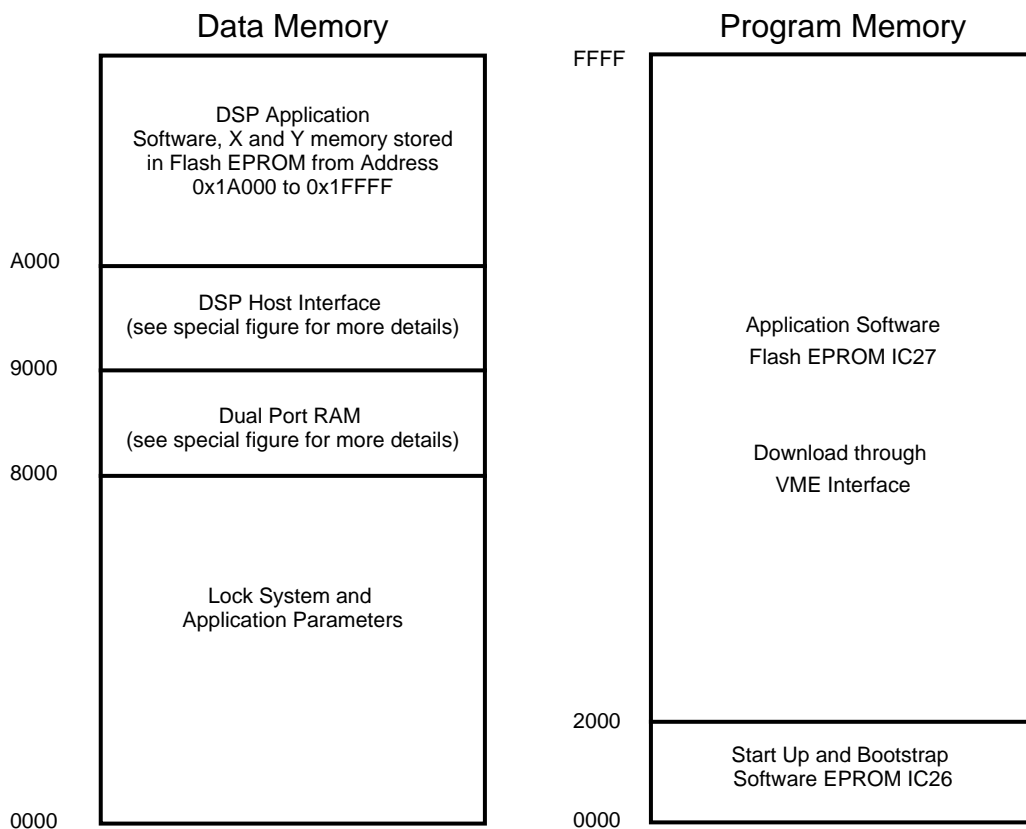 Data Memory
DSP Application
Software, X and Y memory stored
in Flash EPROM from Address
0x1A000 to 0x1FFFF
A000
DSP Host Interface
(see special figure for more details)
9000
Dual Port RAM
(see special figure for more details)
8000
Lock System and
Application Parameters
0000
Program Memory
FFFF
Application Software
Flash EPROM IC27
Download through
VME Interface
2000
Start Up and Bootstrap
Software EPROM IC26
0000